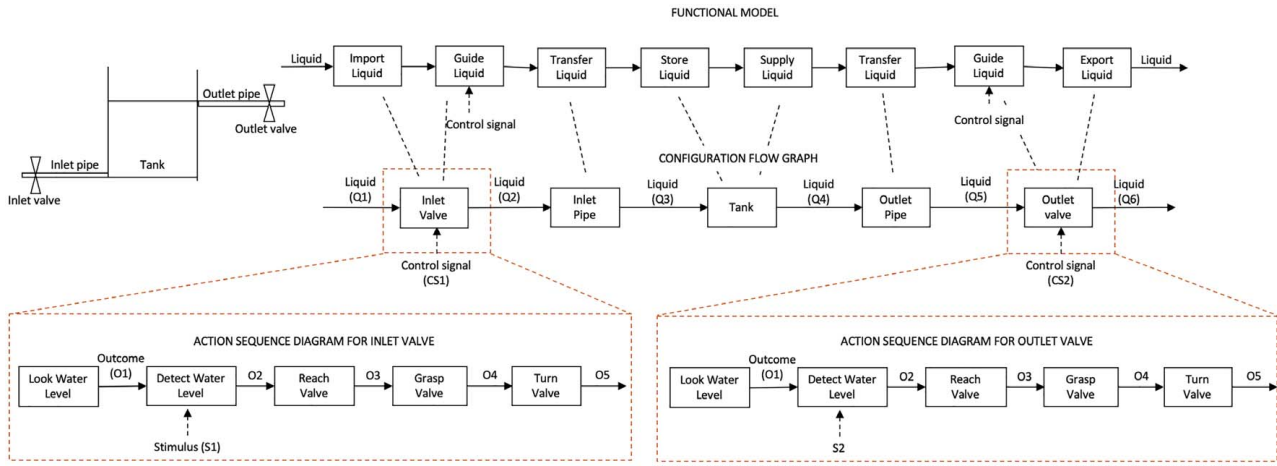 FUNCTIONAL MODEL
Liquid
Import
Liquid
Guide
Liquid
Transfer
Liquid
Store
Liquid
Supply
Liquid
Transfer
Liquid
Guide
Liquid
Export
Liquid
Liquid
Control signal
Control signal
Outlet pipe
Outlet valve
Inlet pipe
Tank
Inlet valve
CONFIGURATION FLOW GRAPH
Liquid
(Q1)
Inlet
Valve
Liquid
(Q2)
Inlet
Pipe
Liquid
(Q3)
Tank
Liquid
(Q4)
Outlet
Pipe
Liquid
(Q5)
Outlet
valve
Liquid
(Q6)
Control signal
(CS1)
Control signal
(CS2)
ACTION SEQUENCE DIAGRAM FOR INLET VALVE
Look Water
Level
Outcome
(O1)
Detect Water
Level
O2
Reach
Valve
O3
Grasp
Valve
O4
Turn
Valve
O5
Stimulus (S1)
ACTION SEQUENCE DIAGRAM FOR OUTLET VALVE
Look Water
Level
Outcome
(O1)
Detect Water
Level
O2
Reach
Valve
O3
Grasp
Valve
O4
Turn
Valve
O5
S2